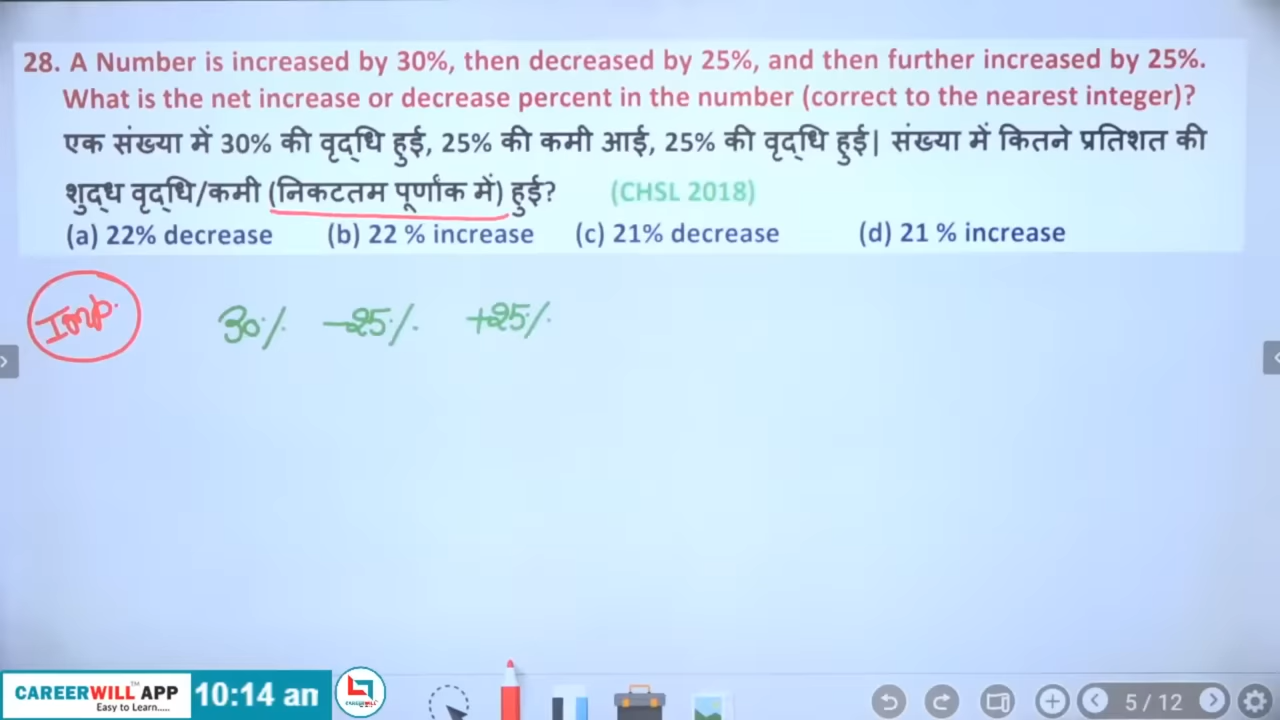 28. A Number is increased by 30%, then decreased by 25%, and then further increased by 25%.
What is the net increase or decrease percent in the number (correct to the nearest integer)?
एक संख्या में 30% की वृद्धि हुई, 25% की कमी आई, 25% की वृद्धि हुई| संख्या में कितने प्रतिशत की
शुद्ध वृद्धि/कमी (निकटतम पूर्णांक में) हुई? (CHSL 2018)
(a) 22% decrease (b) 22 % increase (c) 21% decrease (d) 21 % increase
Imp. 30% -25% +25%
CAREERWILL™ APP 10:14 an
Easy to Learn.....
CAREERWILL
5 / 12